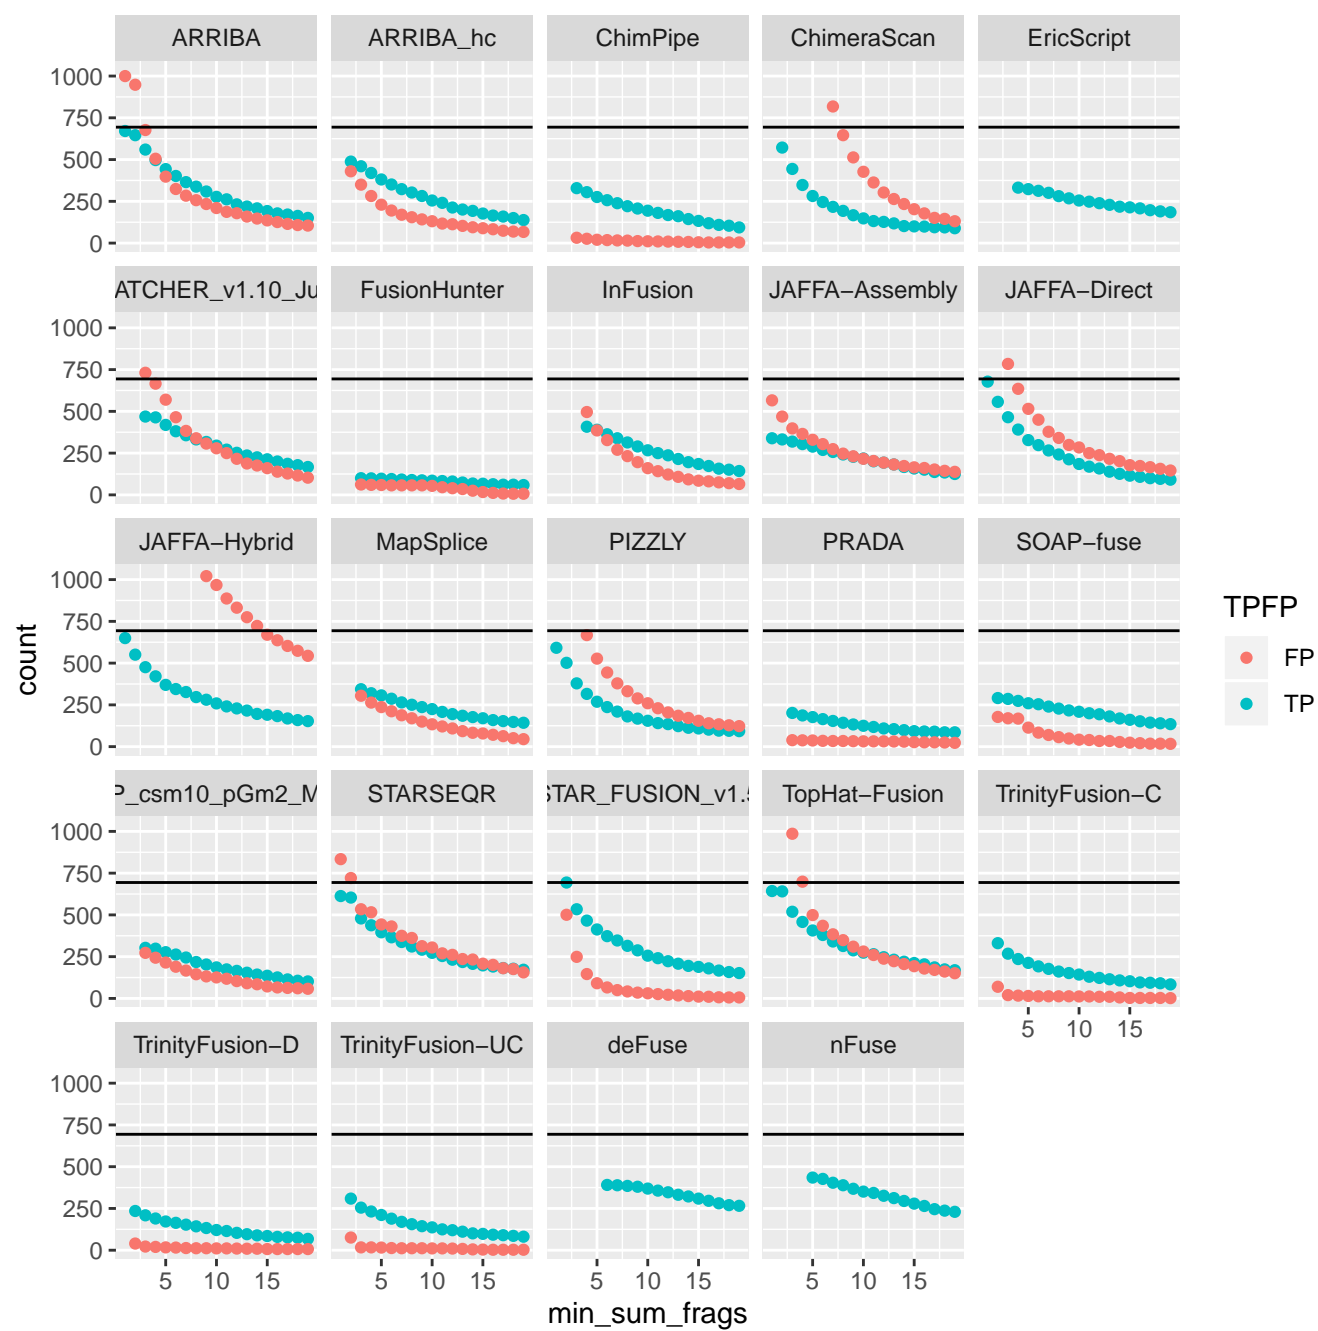 ARRIBA ARRIBA_hc ChimPipe ChimeraScan EricScript
1000
750
500
250
0
ATCHER_v1.10_Ju FusionHunter InFusion JAFFA−Assembly JAFFA−Direct
1000
750
500
250
0
JAFFA−Hybrid MapSplice PIZZLY PRADA SOAP−fuse
1000
750
500
250
0
P_csm10_pGm2_M STARSEQR STAR_FUSION_v1.5 TopHat−Fusion TrinityFusion−C
1000
750
500
250
0
5 10 15
TrinityFusion−D TrinityFusion−UC deFuse nFuse
1000
750
500
250
0
5 10 15 5 10 15 5 10 15 5 10 15
min_sum_frags
count
TPFP
FP
TP